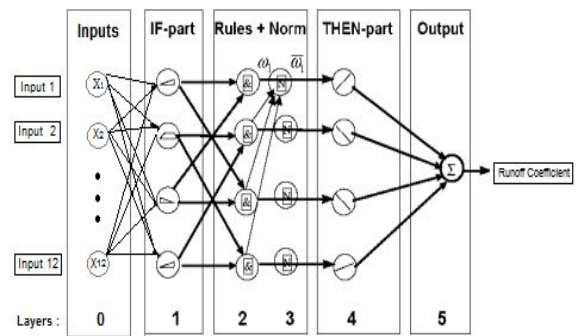 Inputs IF-part Rules + Norm THEN-part Output
ω₁ ω̅₁
Input 1 X1 & N
Input 2 X2 & N
& N Σ Runoff Coefficient
Input 12 X12 & N
Layers : 0 1 2 3 4 5